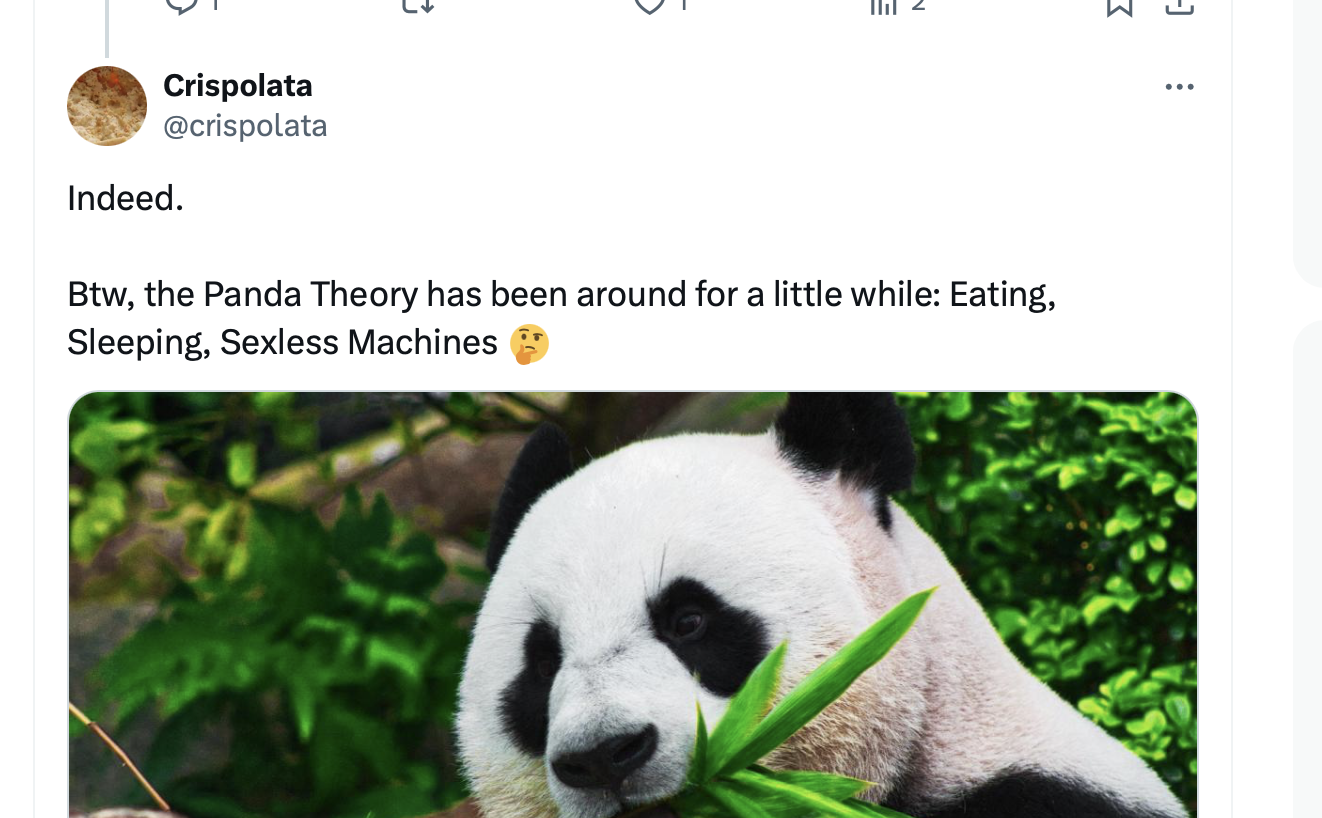 1 1 2
Crispolata
@crispolata
Indeed.
Btw, the Panda Theory has been around for a little while: Eating,
Sleeping, Sexless Machines 🤔